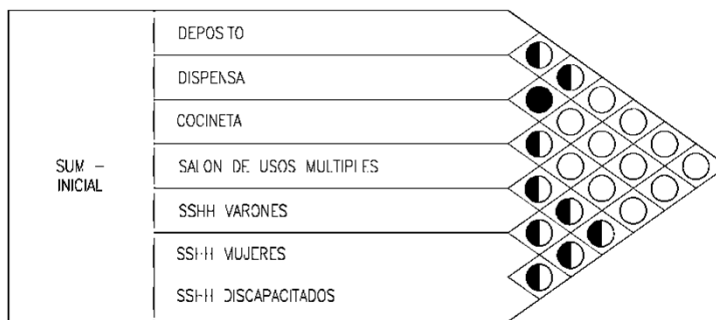 DEPOSITO
DISPENSA
COCINETA
SUM –
INICIAL
SALON DE USOS MULTIPLES
SSHH VARONES
SSHH MUJERES
SSHH DISCAPACITADOS